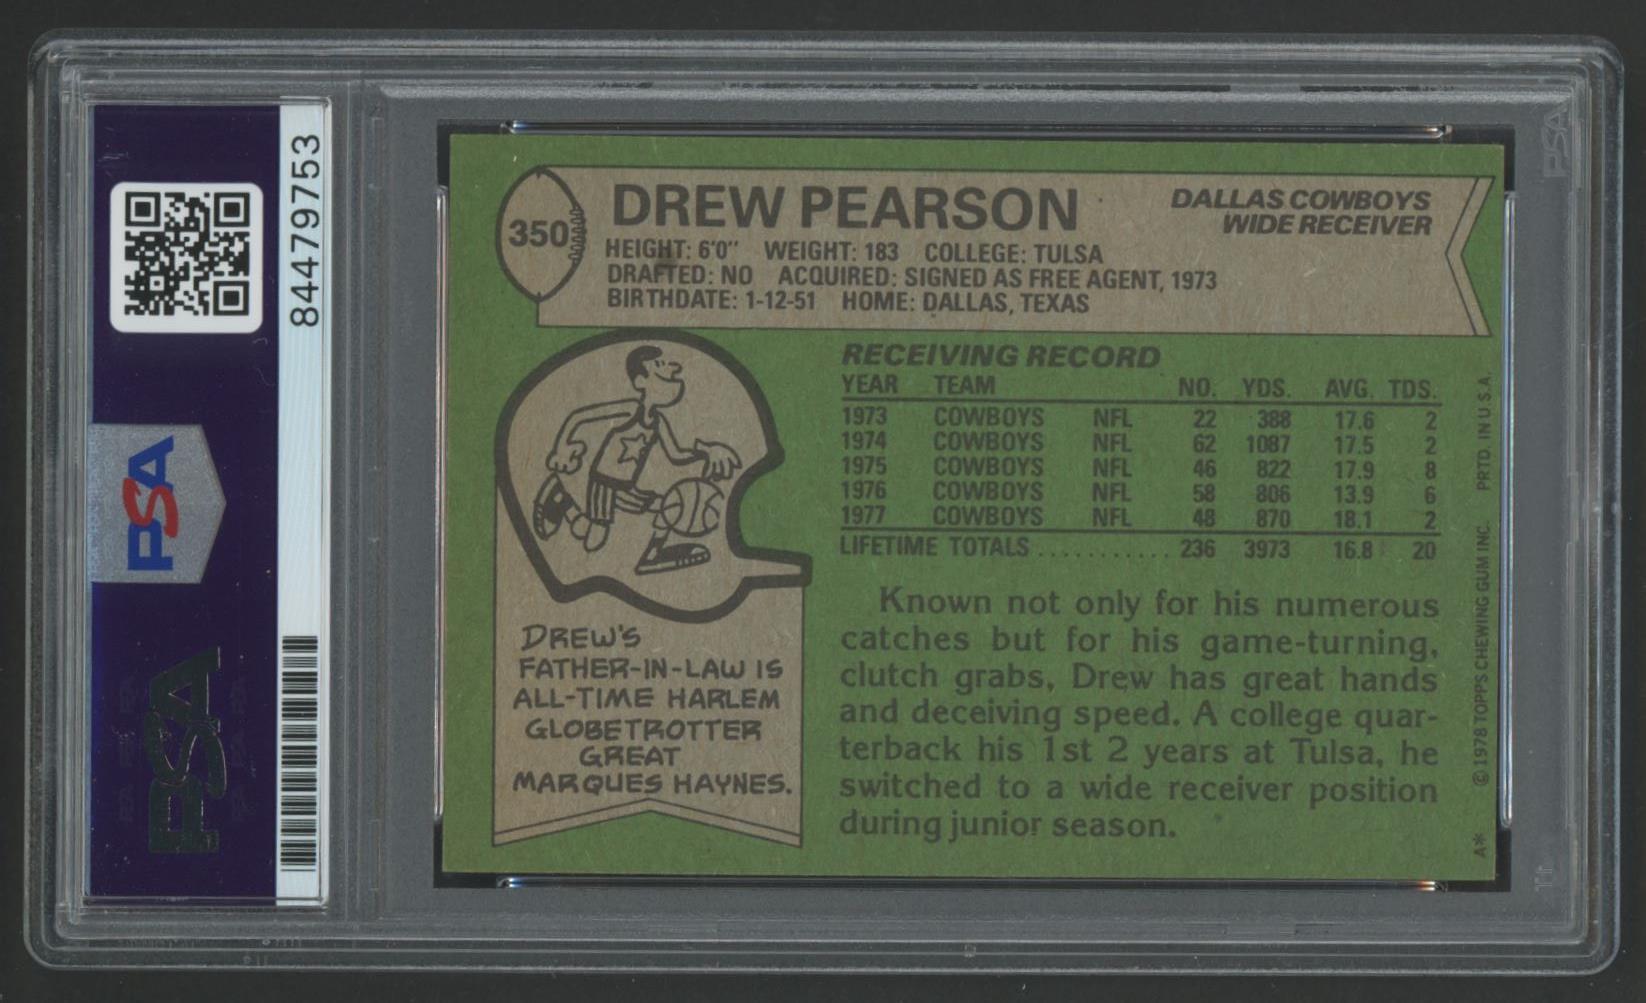 PSA
84479753
PSA
PSA
350
DREW PEARSON
DALLAS COWBOYS
WIDE RECEIVER
HEIGHT: 6'0" WEIGHT: 183 COLLEGE: TULSA
DRAFTED: NO ACQUIRED: SIGNED AS FREE AGENT, 1973
BIRTHDATE: 1-12-51 HOME: DALLAS, TEXAS
RECEIVING RECORD
YEAR TEAM NO. YDS. AVG. TDS.
1973 COWBOYS NFL 22 388 17.6 2
1974 COWBOYS NFL 62 1087 17.5 2
1975 COWBOYS NFL 46 822 17.9 8
1976 COWBOYS NFL 58 806 13.9 6
1977 COWBOYS NFL 48 870 18.1 2
LIFETIME TOTALS ........... 236 3973 16.8 20
DREW'S
FATHER-IN-LAW IS
ALL-TIME HARLEM
GLOBETROTTER
GREAT
MARQUES HAYNES.
Known not only for his numerous
catches but for his game-turning,
clutch grabs, Drew has great hands
and deceiving speed. A college quar-
terback his 1st 2 years at Tulsa, he
switched to a wide receiver position
during junior season.
A* © 1978 TOPPS CHEWING GUM INC. PRTD. IN U.S.A.